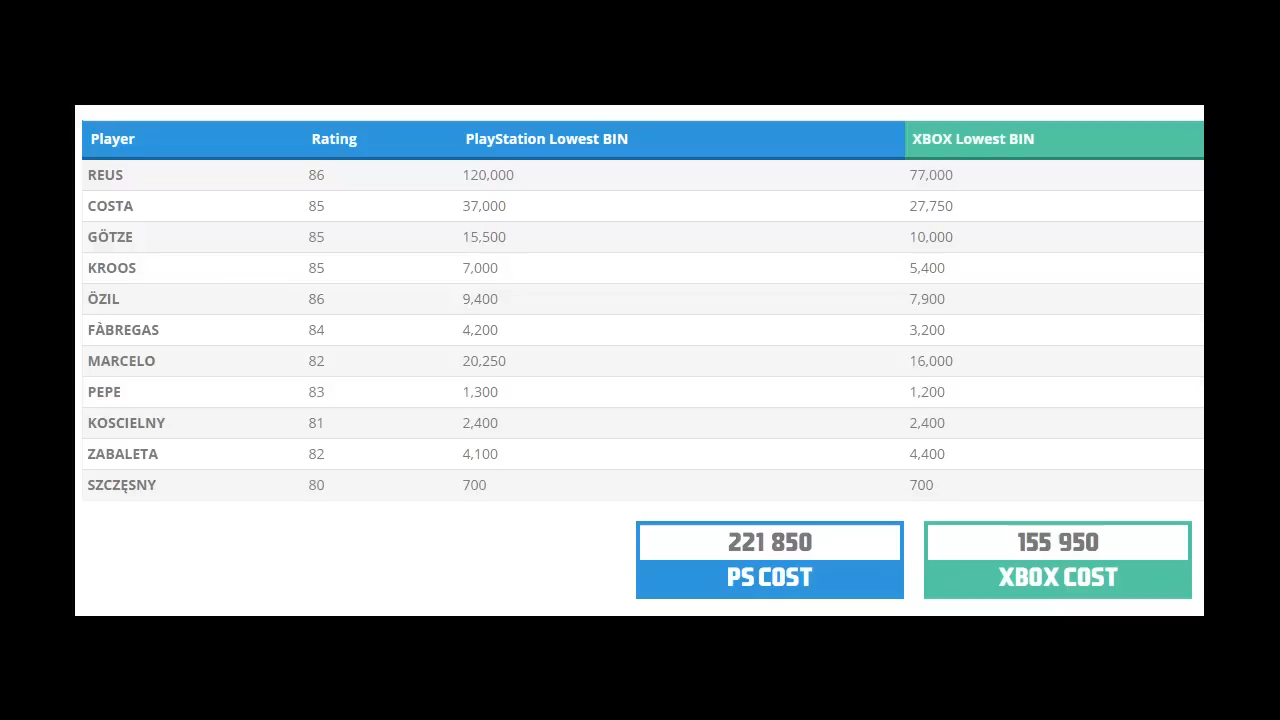 Player Rating PlayStation Lowest BIN XBOX Lowest BIN
REUS 86 120,000 77,000
COSTA 85 37,000 27,750
GÖTZE 85 15,500 10,000
KROOS 85 7,000 5,400
ÖZIL 86 9,400 7,900
FÀBREGAS 84 4,200 3,200
MARCELO 82 20,250 16,000
PEPE 83 1,300 1,200
KOSCIELNY 81 2,400 2,400
ZABALETA 82 4,100 4,400
SZCZĘSNY 80 700 700
221 850 155 950
PS COST XBOX COST